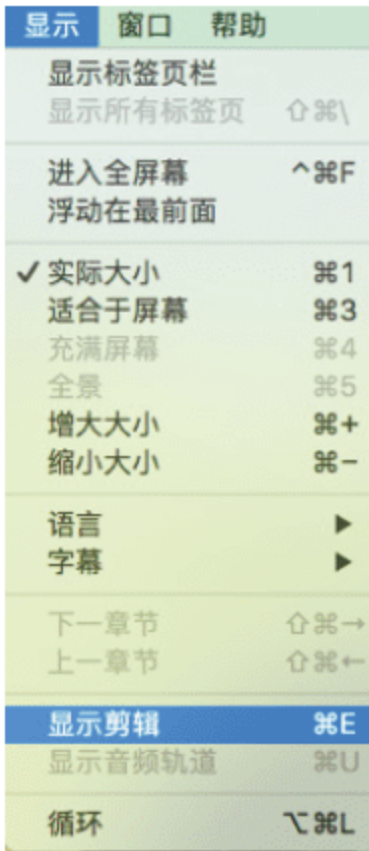 显示 窗口 帮助
显示标签页栏
显示所有标签页 ⇧⌘\
进入全屏幕 ^⌘F
浮动在最前面
✓ 实际大小 ⌘1
适合于屏幕 ⌘3
充满屏幕 ⌘4
全景 ⌘5
增大大小 ⌘+
缩小大小 ⌘-
语言 ▶
字幕 ▶
下一章节 ⇧⌘→
上一章节 ⇧⌘←
显示剪辑 ⌘E
显示音频轨道 ⌘U
循环 ⌥⌘L